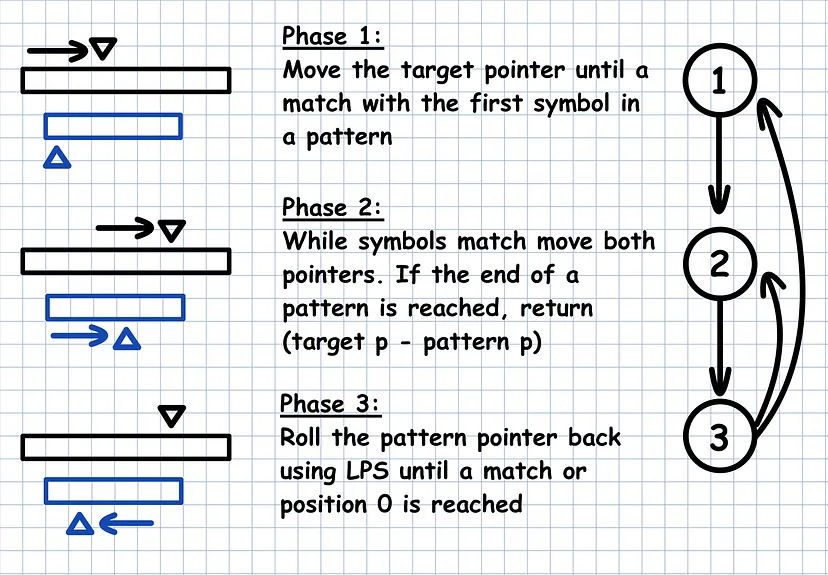 Phase 1:
Move the target pointer until a
match with the first symbol in
a pattern
1
Phase 2:
While symbols match move both
pointers. If the end of a
pattern is reached, return
(target p - pattern p)
2
Phase 3:
Roll the pattern pointer back
using LPS until a match or
position 0 is reached
3